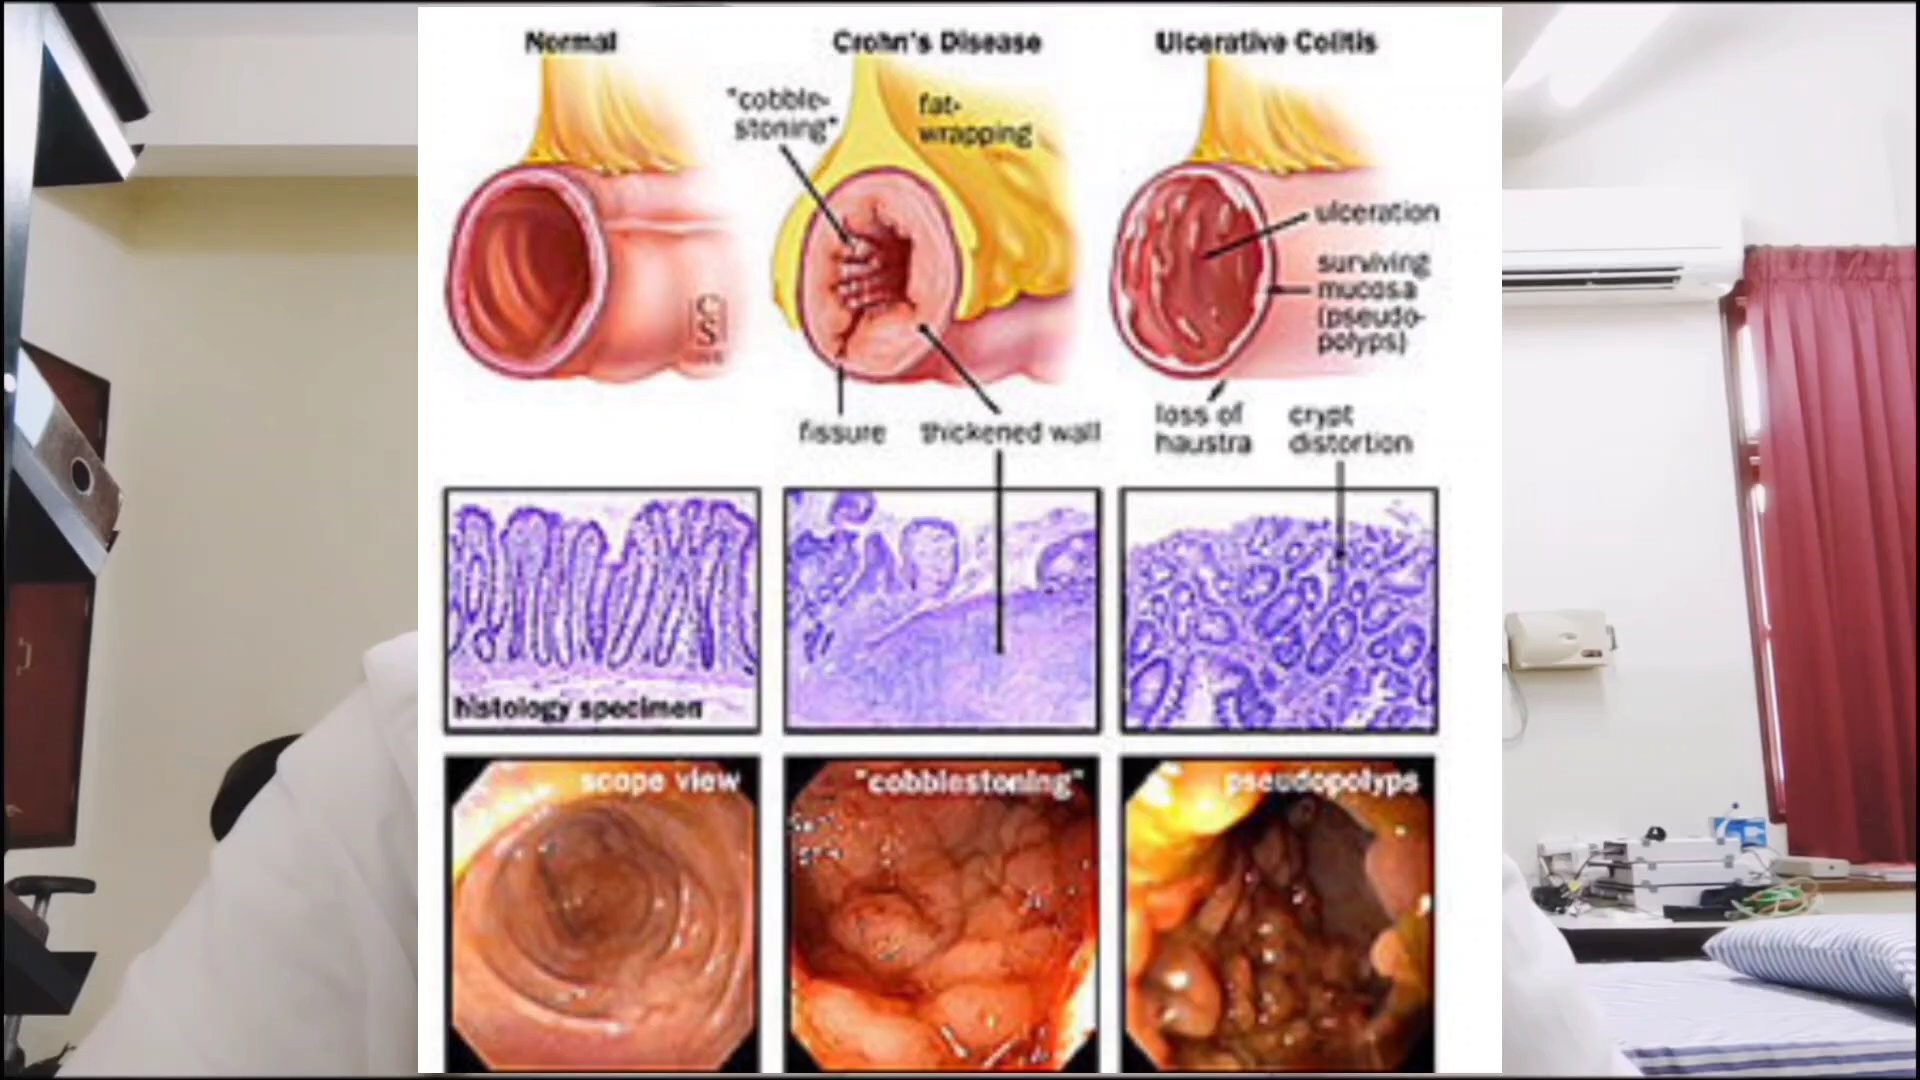 Normal
Crohn's Disease
Ulcerative Colitis
"cobble-
stoning"
fat-
wrapping
ulceration
surviving
mucosa
(pseudo-
polyps)
fissure
thickened wall
loss of
haustra
crypt
distortion
histology specimen
scope view
"cobblestoning"
pseudopolyps